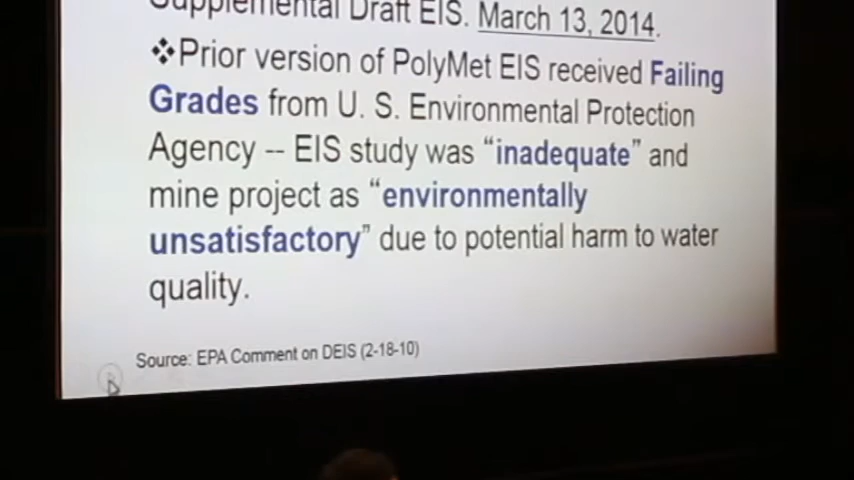 Supplemental Draft EIS. March 13, 2014.
❖Prior version of PolyMet EIS received Failing
Grades from U. S. Environmental Protection
Agency -- EIS study was “inadequate” and
mine project as “environmentally
unsatisfactory” due to potential harm to water
quality.
Source: EPA Comment on DEIS (2-18-10)